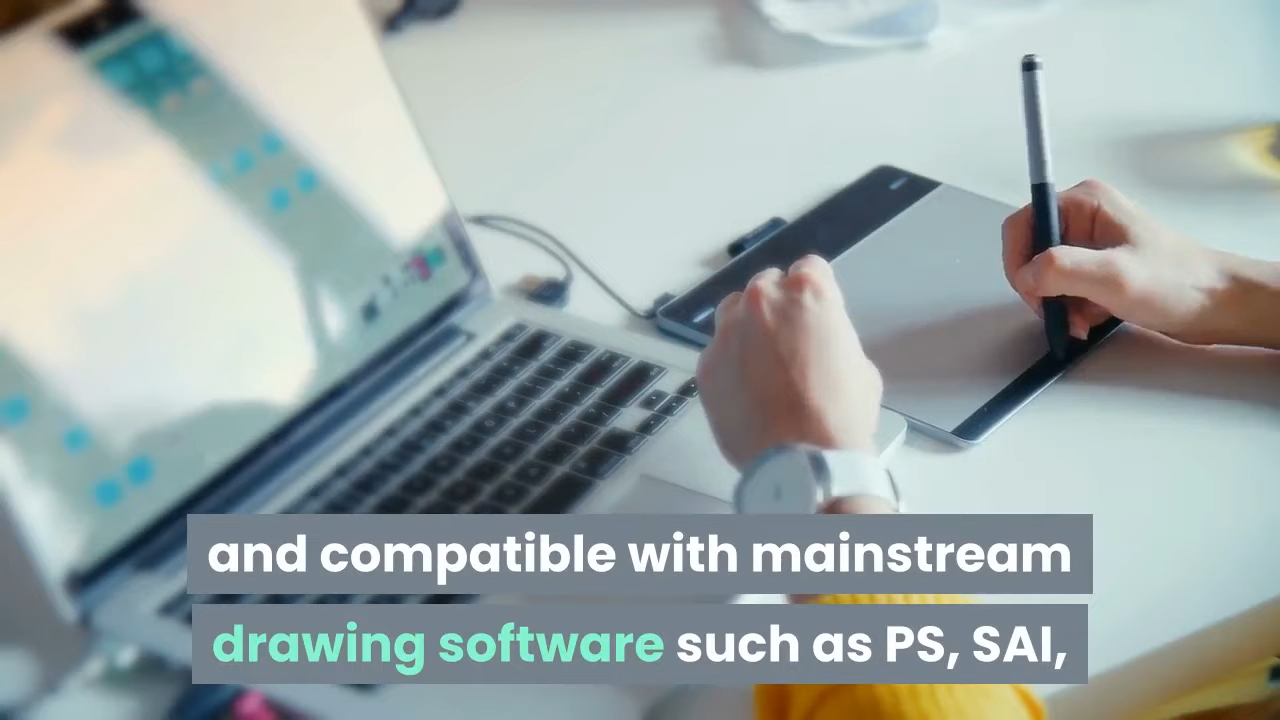 and compatible with mainstream
drawing software such as PS, SAI,